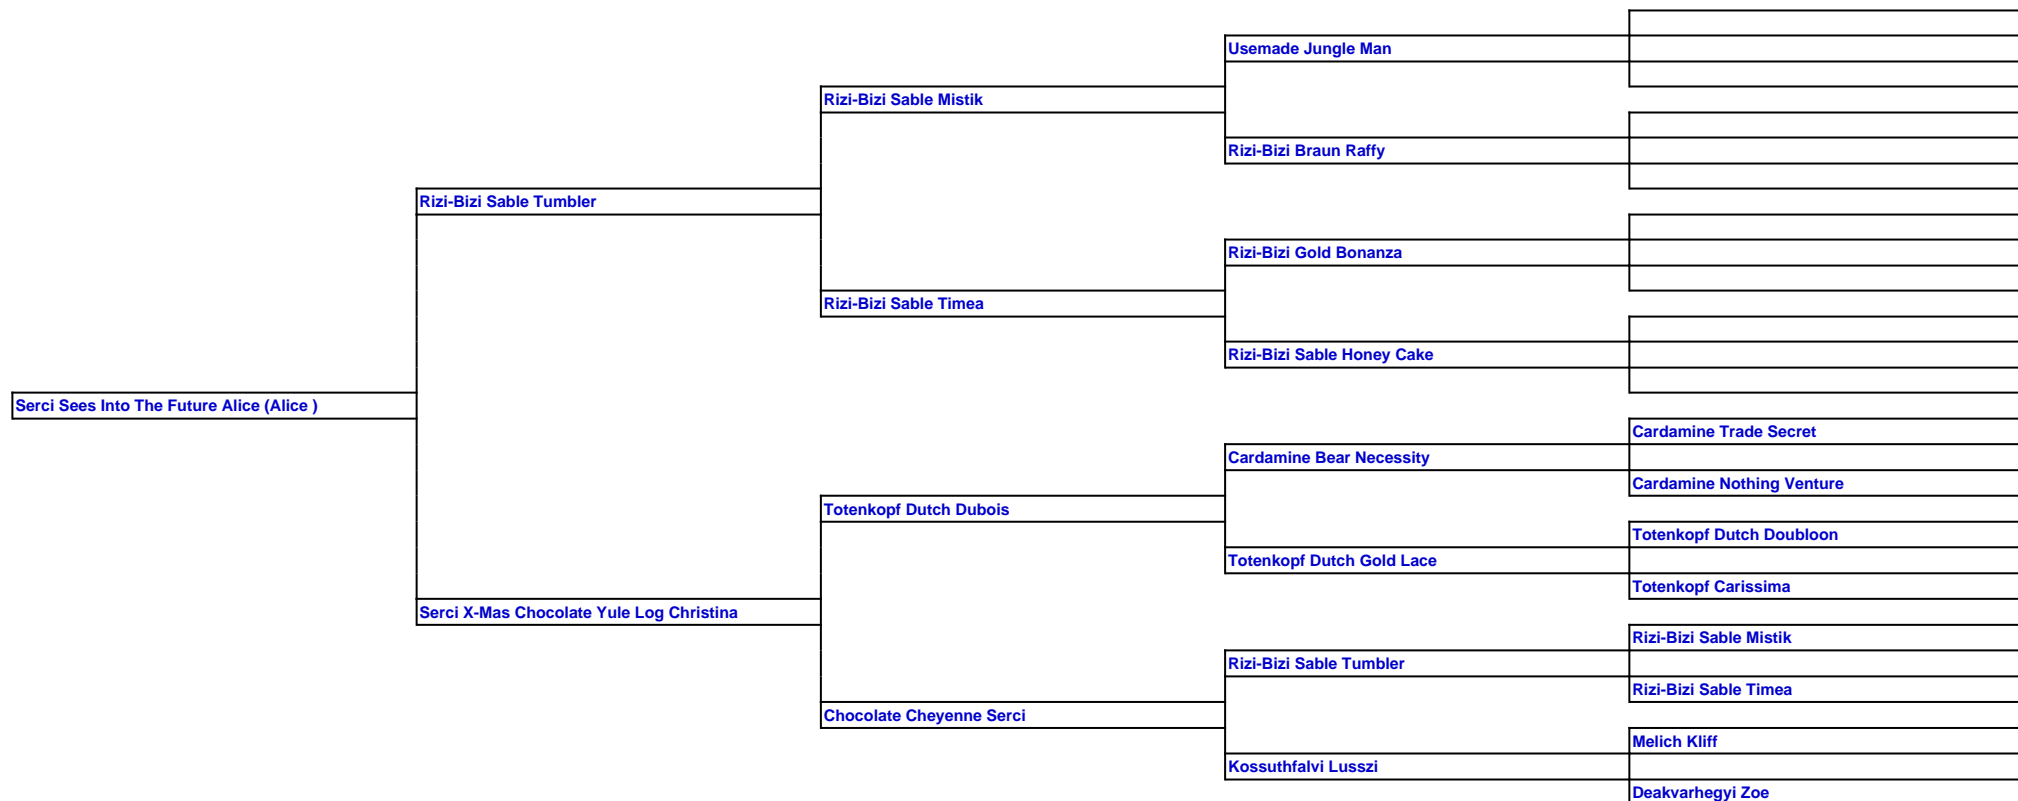 Usemade Jungle Man
Rizi-Bizi Sable Mistik
Rizi-Bizi Braun Raffy
Rizi-Bizi Sable Tumbler
Rizi-Bizi Gold Bonanza
Rizi-Bizi Sable Timea
Rizi-Bizi Sable Honey Cake
Serci Sees Into The Future Alice (Alice )
Cardamine Trade Secret
Cardamine Bear Necessity
Cardamine Nothing Venture
Totenkopf Dutch Dubois
Totenkopf Dutch Doubloon
Totenkopf Dutch Gold Lace
Totenkopf Carissima
Serci X-Mas Chocolate Yule Log Christina
Rizi-Bizi Sable Mistik
Rizi-Bizi Sable Tumbler
Rizi-Bizi Sable Timea
Chocolate Cheyenne Serci
Melich Kliff
Kossuthfalvi Lusszi
Deakvarhegyi Zoe